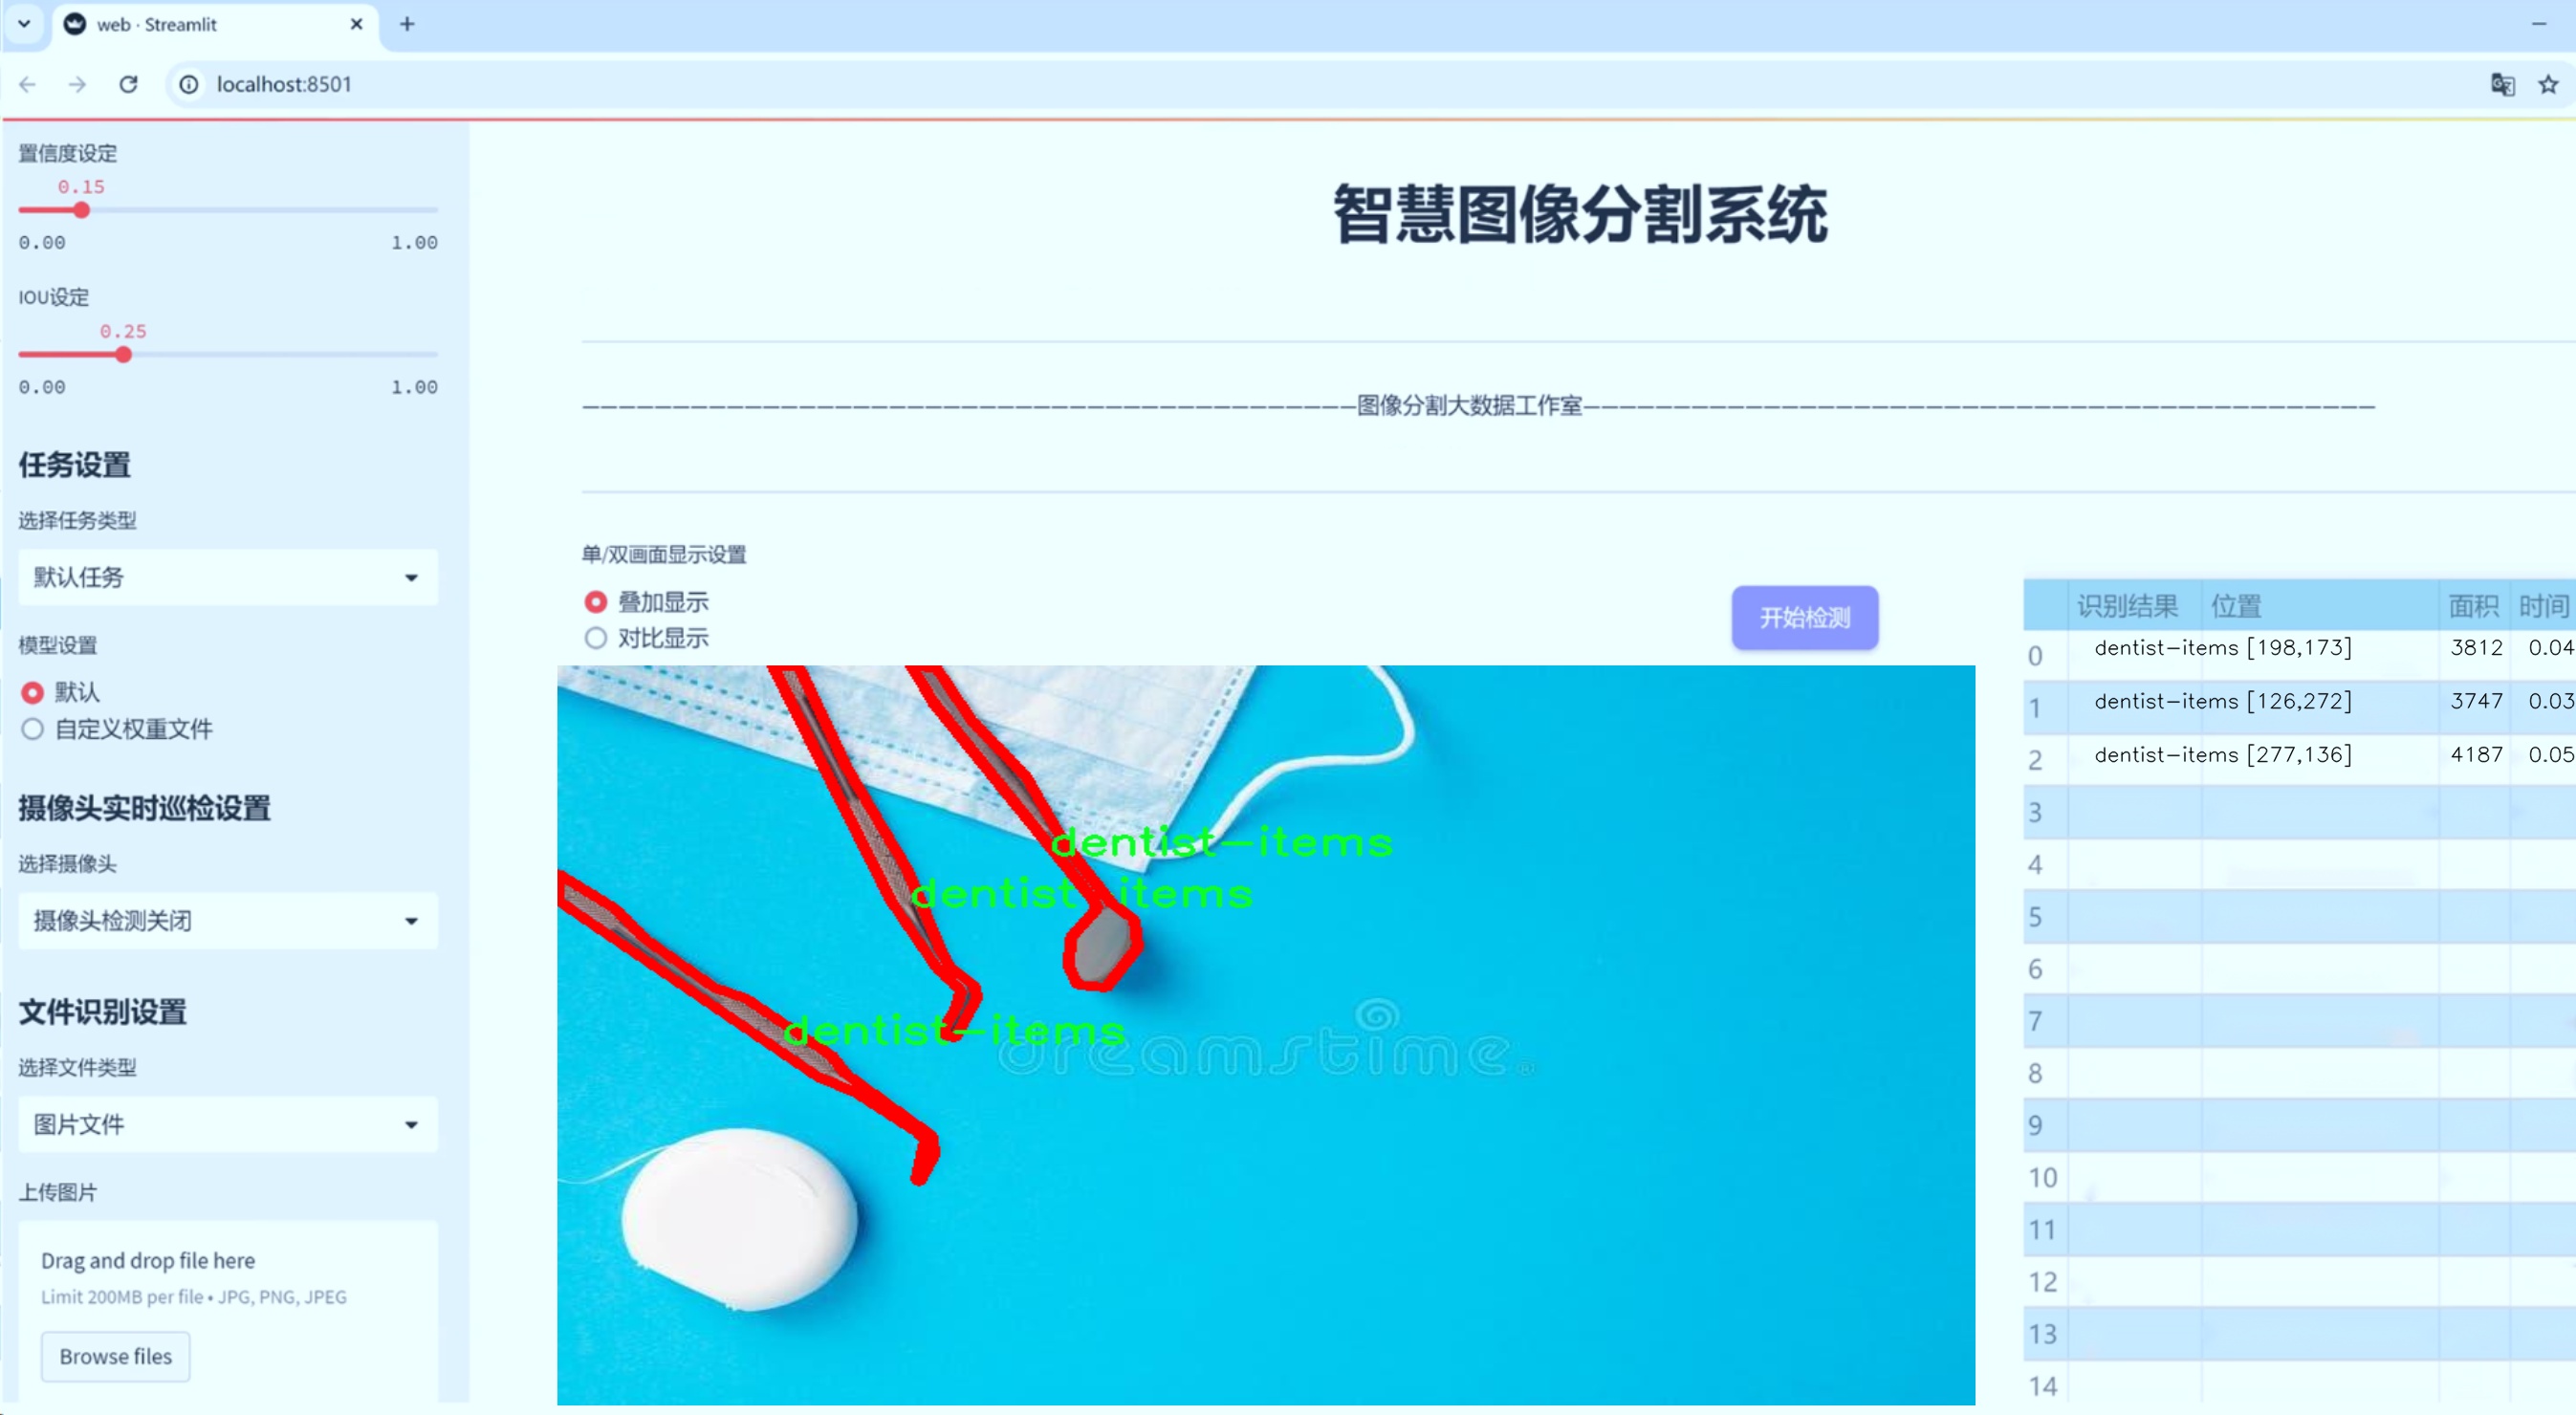 web · Streamlit
localhost:8501
置信度设定
0.15
0.00 1.00
IOU设定
0.25
0.00 1.00
任务设置
选择任务类型
默认任务
模型设置
默认
自定义权重文件
摄像头实时巡检设置
选择摄像头
摄像头检测关闭
文件识别设置
选择文件类型
图片文件
上传图片
Drag and drop file here
Limit 200MB per file • JPG, PNG, JPEG
Browse files
智慧图像分割系统
图像分割大数据工作室
单/双画面显示设置
叠加显示
对比显示
开始检测
dentist-items
dentist-items
dentist-items
dreamstime
识别结果 位置 面积 时间
0 dentist-items [198,173] 3812 0.04
1 dentist-items [126,272] 3747 0.03
2 dentist-items [277,136] 4187 0.05
3
4
5
6
7
8
9
10
11
12
13
14